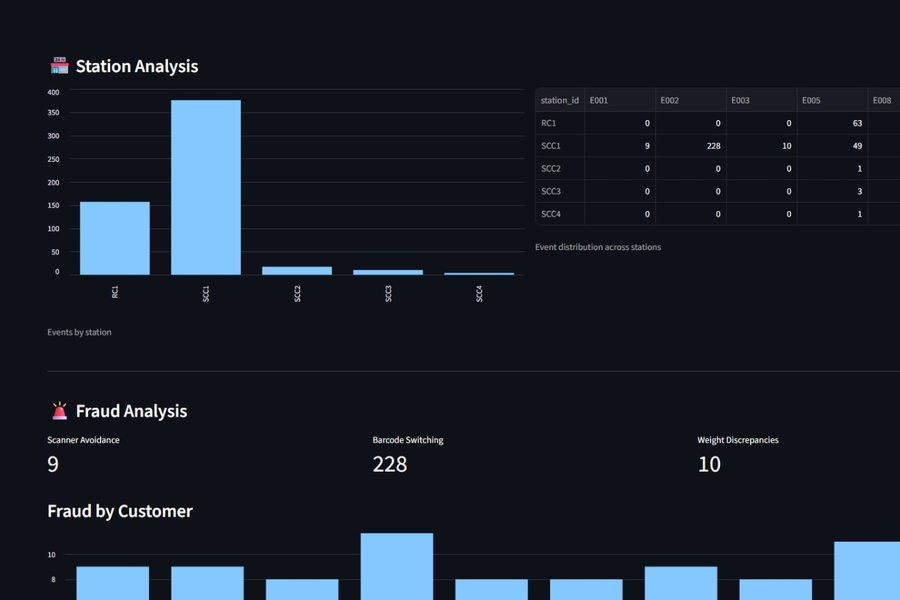 Station Analysis
400
350
300
250
200
150
100
50
0
RC1
SCC1
SCC2
SCC3
SCC4
Events by station
station_id E001 E002 E003 E005 E008
RC1 0 0 0 63
SCC1 9 228 10 49
SCC2 0 0 0 1
SCC3 0 0 0 3
SCC4 0 0 0 1
Event distribution across stations
Fraud Analysis
Scanner Avoidance
9
Barcode Switching
228
Weight Discrepancies
10
Fraud by Customer
10
8